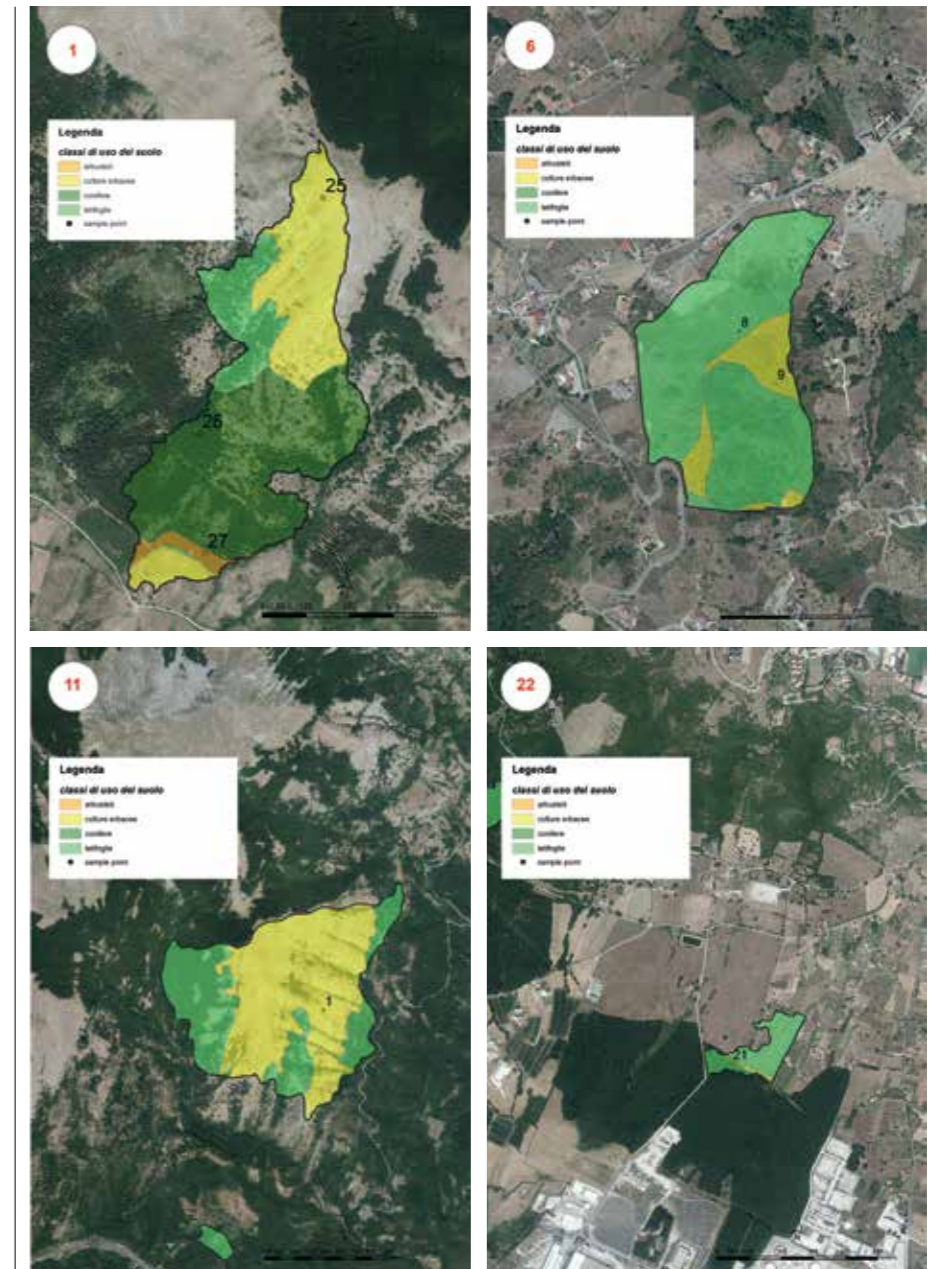 1
Legenda
classi di uso del suolo
arbusteti
colture erbacee
conifere
latifoglie
sample point
25
26
27
6
Legenda
classi di uso del suolo
arbusteti
colture erbacee
conifere
latifoglie
sample point
8
9
11
Legenda
classi di uso del suolo
arbusteti
colture erbacee
conifere
latifoglie
sample point
1
22
Legenda
classi di uso del suolo
arbusteti
colture erbacee
conifere
latifoglie
sample point
21